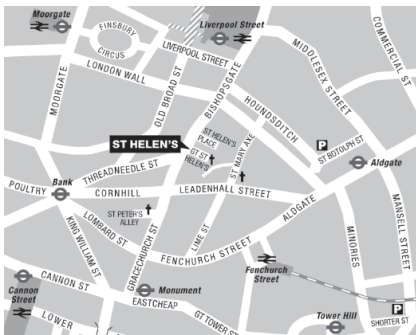 Moorgate
FINSBURY
CIRCUS
Liverpool Street
LIVERPOOL STREET
LONDON WALL
MOORGATE
OLD BROAD ST
BISHOPSGATE
MIDDLESEX STREET
COMMERCIAL ST
HOUNDSDITCH
ST HELEN'S
ST HELEN'S
PLACE
GT ST
HELEN'S
ST MARY AXE
P
ST BOTOLPH ST
Aldgate
THREADNEEDLE ST
POULTRY
Bank
CORNHILL
LEADENHALL STREET
ALDGATE
MANSELL STREET
ST PETER'S
ALLEY
KING WILLIAM ST
LOMBARD ST
GRACECHURCH ST
LIME ST
FENCHURCH STREET
MINORIES
Fenchurch
Street
CANNON ST
Cannon
Street
Monument
EASTCHEAP
GT TOWER ST
Tower Hill
P
SHORTER ST
LOWER